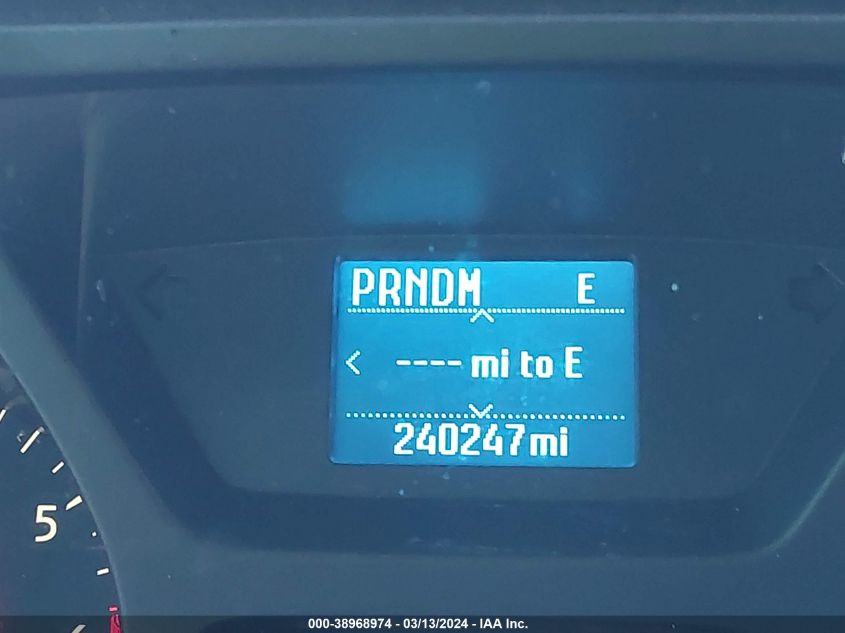 PRNDM E
< ---- mi to E
240247mi
5
000-38968974 - 03/13/2024 - IAA Inc.